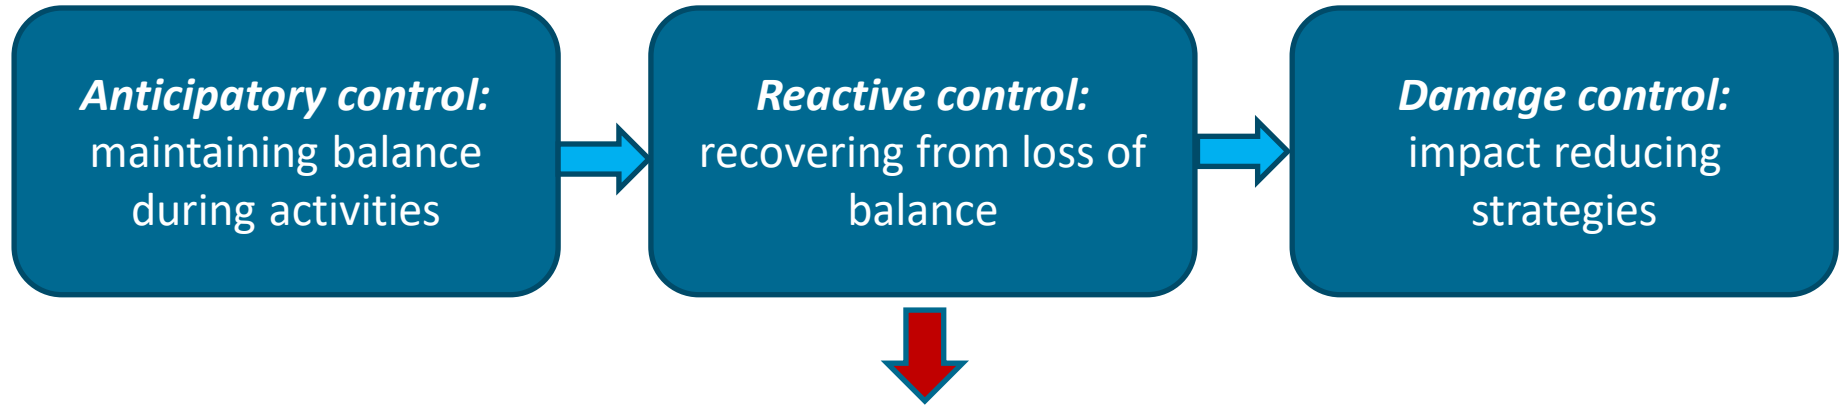 Anticipatory control:
maintaining balance
during activities
Reactive control:
recovering from loss of
balance
Damage control:
impact reducing
strategies